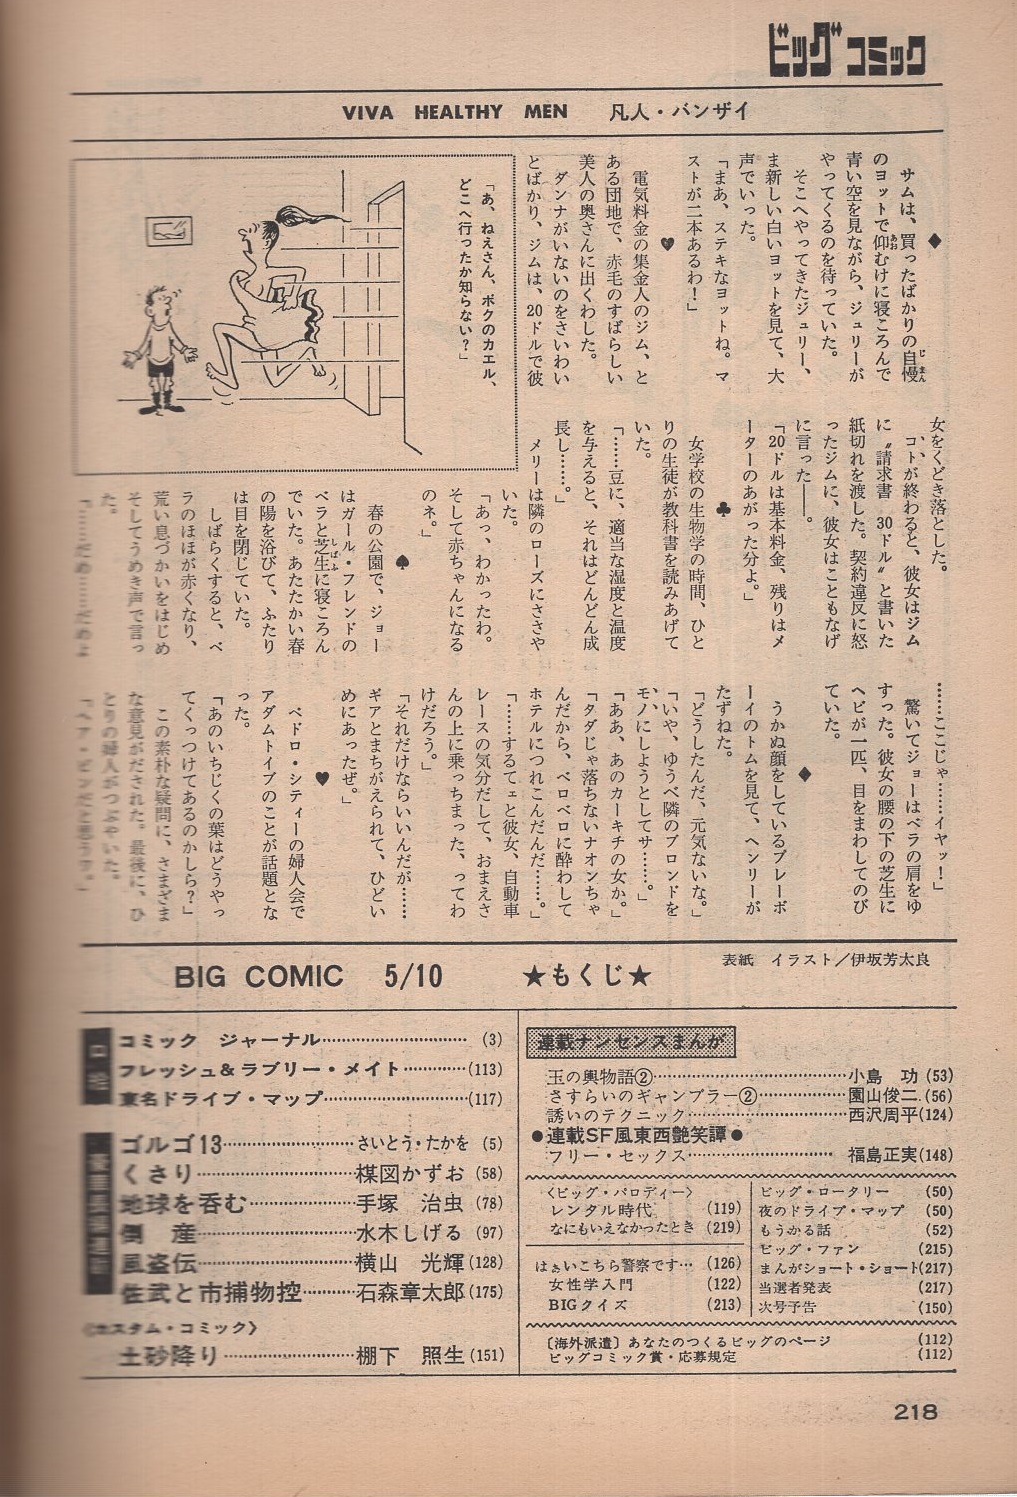 ビッグコミック
VIVA HEALTHY MEN 凡人・バンザイ
◆
サムは、買ったばかりの自慢
のヨットで仰むけに寝ころんで
青い空を見ながら、ジュリーが
やってくるのを待っていた。
そこへやってきたジュリー、
ま新しい白いヨットを見て、大
声でいった。
「まあ、ステキなヨットね。マ
ストが二本あるわ!」
♥
電気料金の集金人のジム、と
ある団地で、赤毛のすばらしい
美人の奥さんに出くわした。
ダンナがいないのをさいわい
とばかり、ジムは、20ドルで彼
「あ、ねえさん、ボクのカエル、
どこへ行ったか知らない?」
女をくどき落とした。
コトが終わると、彼女はジム
に〝請求書 30ドル〟と書いた
紙切れを渡した。契約違反に怒
ったジムに、彼女はこともなげ
に言った――。
「20ドルは基本料金、残りはメ
ーターのあがった分よ。」
♣
女学校の生物学の時間、ひと
りの生徒が教科書を読みあげて
いた。
「……豆に、適当な湿度と温度
を与えると、それはどんどん成
長し……。」
メリーは隣のローズにささや
いた。
「あっ、わかったわ。
そして赤ちゃんになる
のネ。」
♠
春の公園で、ジョー
はガール・フレンドの
ベラと芝生に寝ころん
でいた。あたたかい春
の陽を浴びて、ふたり
は目を閉じていた。
しばらくすると、ベ
ラのほほが赤くなり、
荒い息づかいをはじめ
そしてうめき声で言っ
た。
「……だめ……だめよ
……ここじゃ……イヤッ!」
驚いてジョーはベラの肩をゆ
すった。彼女の腰の下の芝生に
ヘビが一匹、目をまわしてのび
ていた。
◆
うかぬ顔をしているプレーボ
ーイのトムを見て、ヘンリーが
たずねた。
「どうしたんだ、元気ないな。」
「いや、ゆうべ隣のブロンドを
モノにしようとしてサ……。」
「ああ、あのカーキチの女か。」
「タダじゃ落ちないナオンちゃ
んだから、ベロベロに酔わして
ホテルにつれこんだんだ……。」
「……するてェと彼女、自動車
レースの気分だして、おまえさ
んの上に乗っちまった、ってわ
けだろう。」
「それだけならいいんだが……
ギアとまちがえられて、ひどい
めにあったぜ。」
♥
ペドロ・シティーの婦人会で
アダムトイブのことが話題とな
った。
「あのいちじくの葉はどうやっ
てくっつけてあるのかしら?」
この素朴な疑問に、さまざま
な意見がだされた。最後に、ひ
とりの婦人がつぶやいた。
「ヘア・ピンだと思うワ。」
表紙 イラスト/伊坂芳太良
BIG COMIC 5/10 ★もくじ★
口絵
コミック ジャーナル……(3)
フレッシュ&ラブリー・メイト……(113)
東名ドライブ・マップ……(117)
ゴルゴ13……さいとう・たかを(5)
くさり……楳図かずお(58)
地球を呑む……手塚 治虫(78)
倒 産……水木しげる(97)
風盗伝……横山 光輝(128)
佐武と市捕物控……石森章太郎(175)
〈カスタム・コミック〉
土砂降り……棚下 照生(151)
連載ナンセンスまんが
玉の輿物語②……小島 功(53)
さすらいのギャンブラー②……園山俊二(56)
誘いのテクニック……西沢周平(124)
●連載SF風東西艶笑譚●
フリー・セックス……福島正実(148)
〈ビッグ・パロディー〉
レンタル時代(119)
なにもいえなかったとき(219)
はぁいこちら警察です…(126)
女性学入門(122)
BIGクイズ(213)
ビッグ・ロータリー(50)
夜のドライブ・マップ(50)
もうかる話(52)
ビッグ・ファン(215)
まんがショート・ショート(217)
当選者発表(217)
次号予告(150)
〔海外派遣〕あなたのつくるビッグのページ(112)
ビッグコミック賞・応募規定(112)
218